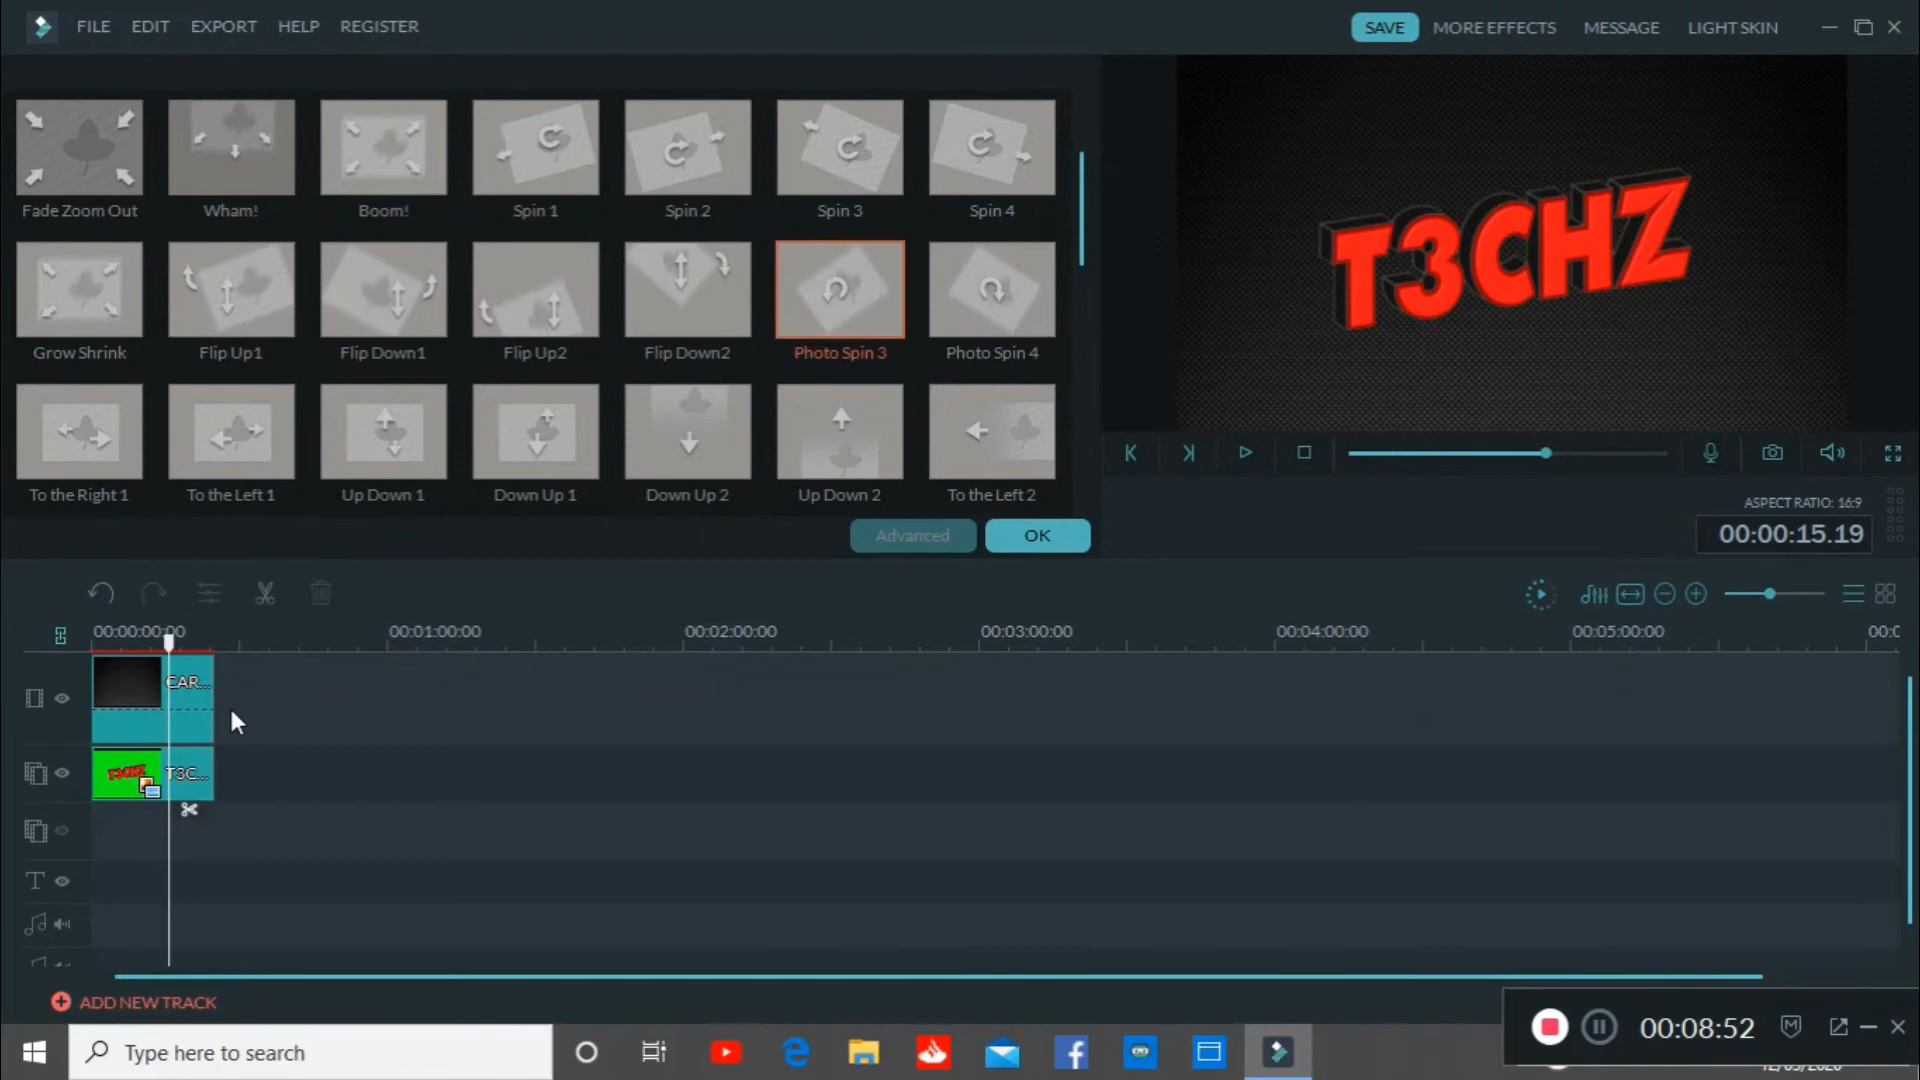 FILE EDIT EXPORT HELP REGISTER SAVE MORE EFFECTS MESSAGE LIGHT SKIN
Fade Zoom Out Wham! Boom! Spin 1 Spin 2 Spin 3 Spin 4
Grow Shrink Flip Up1 Flip Down1 Flip Up2 Flip Down2 Photo Spin 3 Photo Spin 4
To the Right 1 To the Left 1 Up Down 1 Down Up 1 Down Up 2 Up Down 2 To the Left 2
T3CHZ
ASPECT RATIO: 16:9
Advanced OK
00:00:15.19
00:00:00:00 00:01:00:00 00:02:00:00 00:03:00:00 00:04:00:00 00:05:00:00
CAR...
T3CHZ T3C...
T
ADD NEW TRACK
00:08:52
Type here to search